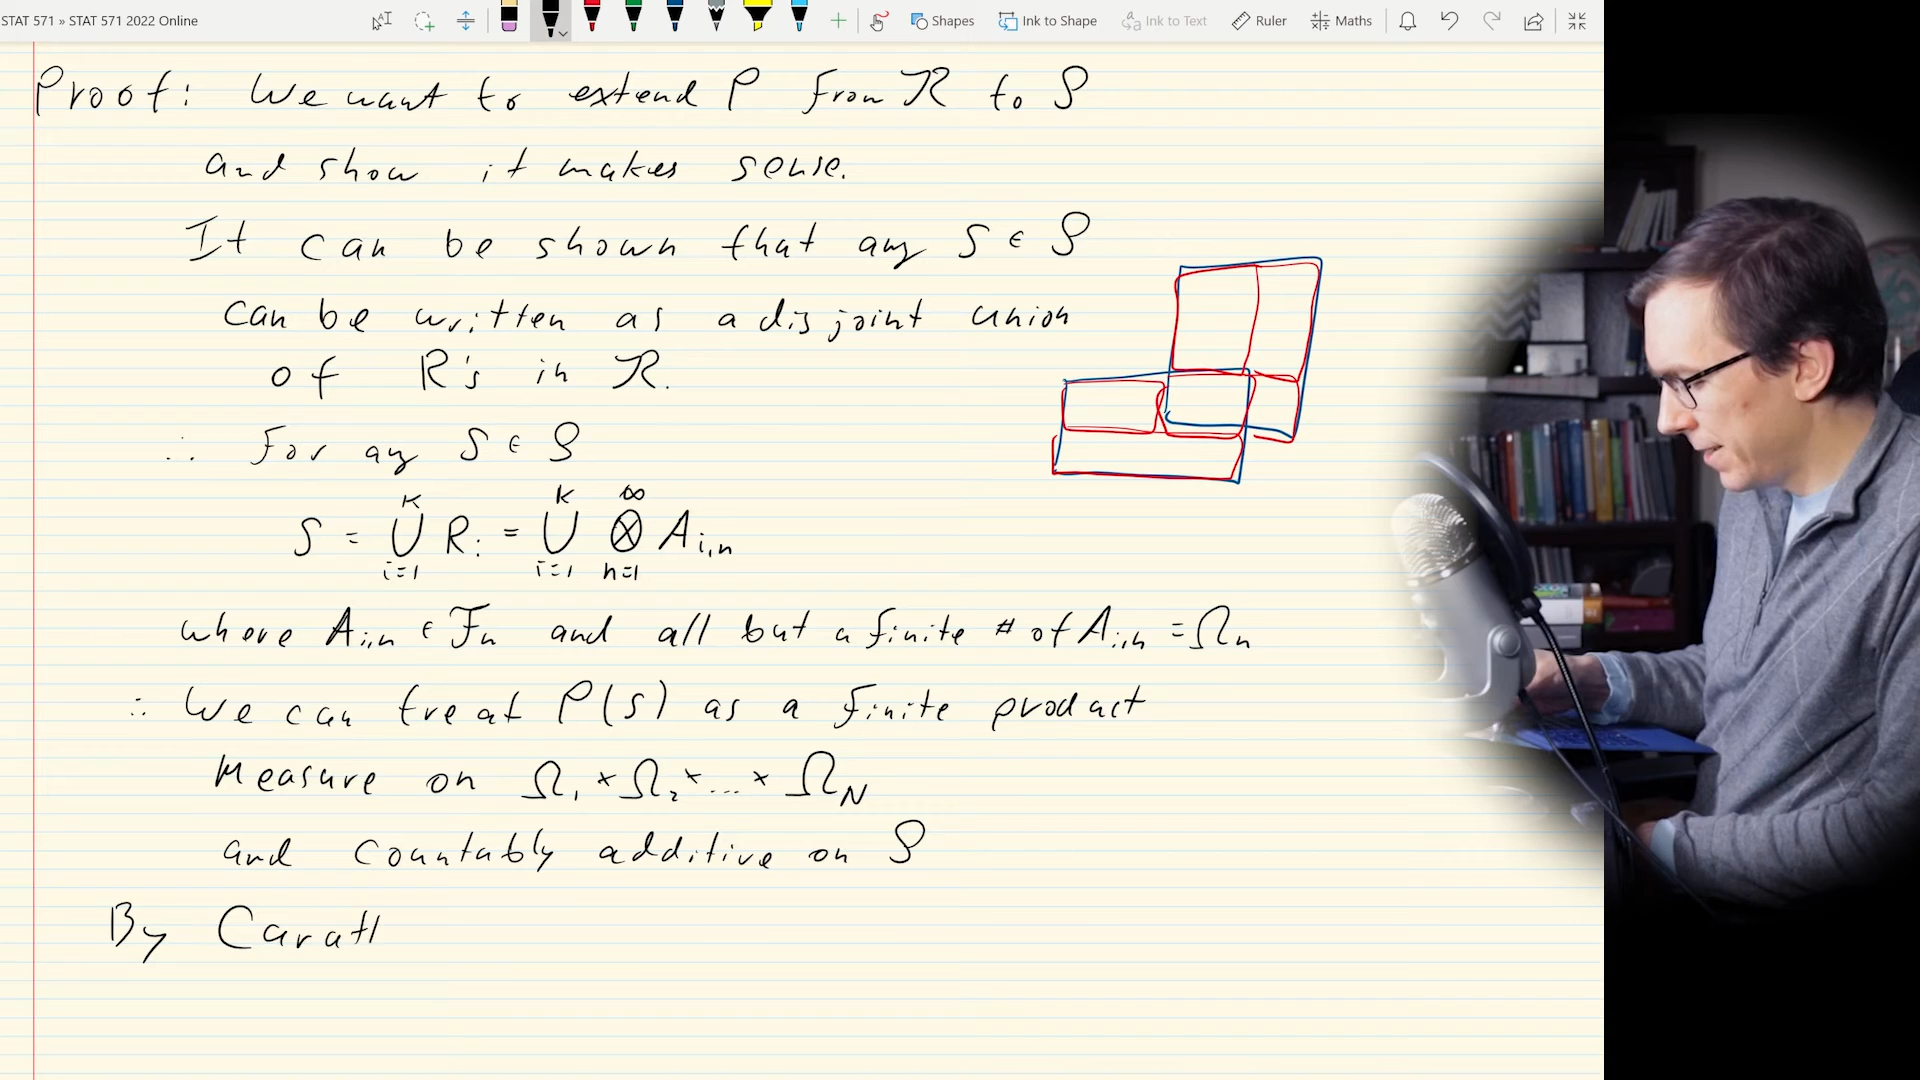 STAT 571 » STAT 571 2022 Online
Shapes Ink to Shape Ink to Text Ruler Maths
Proof: We want to extend P from R to S
and show it makes sense.
It can be shown that any S ∈ S
can be written as a disjoint union
of R's in R.
∴ For any S ∈ S
S = ⋃_{i=1}^{K} R_i = ⋃_{i=1}^{K} ⊗_{n=1}^{∞} A_{i,n}
where A_{i,n} ∈ F_n and all but a finite # of A_{i,n} = Ω_n
∴ We can treat P(S) as a finite product
measure on Ω_1 × Ω_2 × ... × Ω_N
and countably additive on S
By Carath